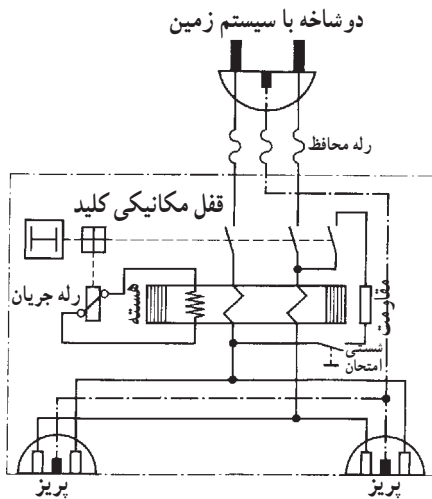 دوشاخه با سیستم زمین
رله محافظ
قفل مکانیکی کلید
رله جریان
هسته
مقاومت
شستی
امتحان
پریز
پریز